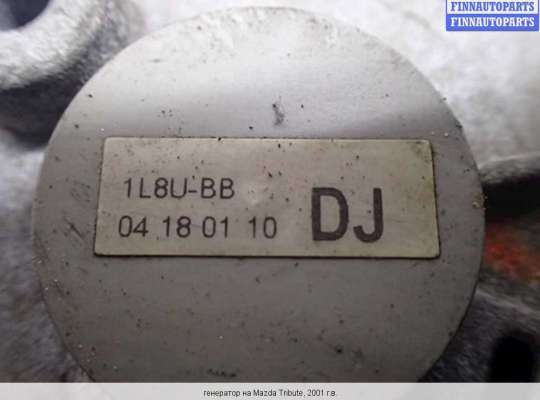 FINNAUTOPARTS
FINNAUTOPARTS
1L8U-BB
04 18 01 10
DJ
генератор на Mazda Tribute, 2001 г.в.